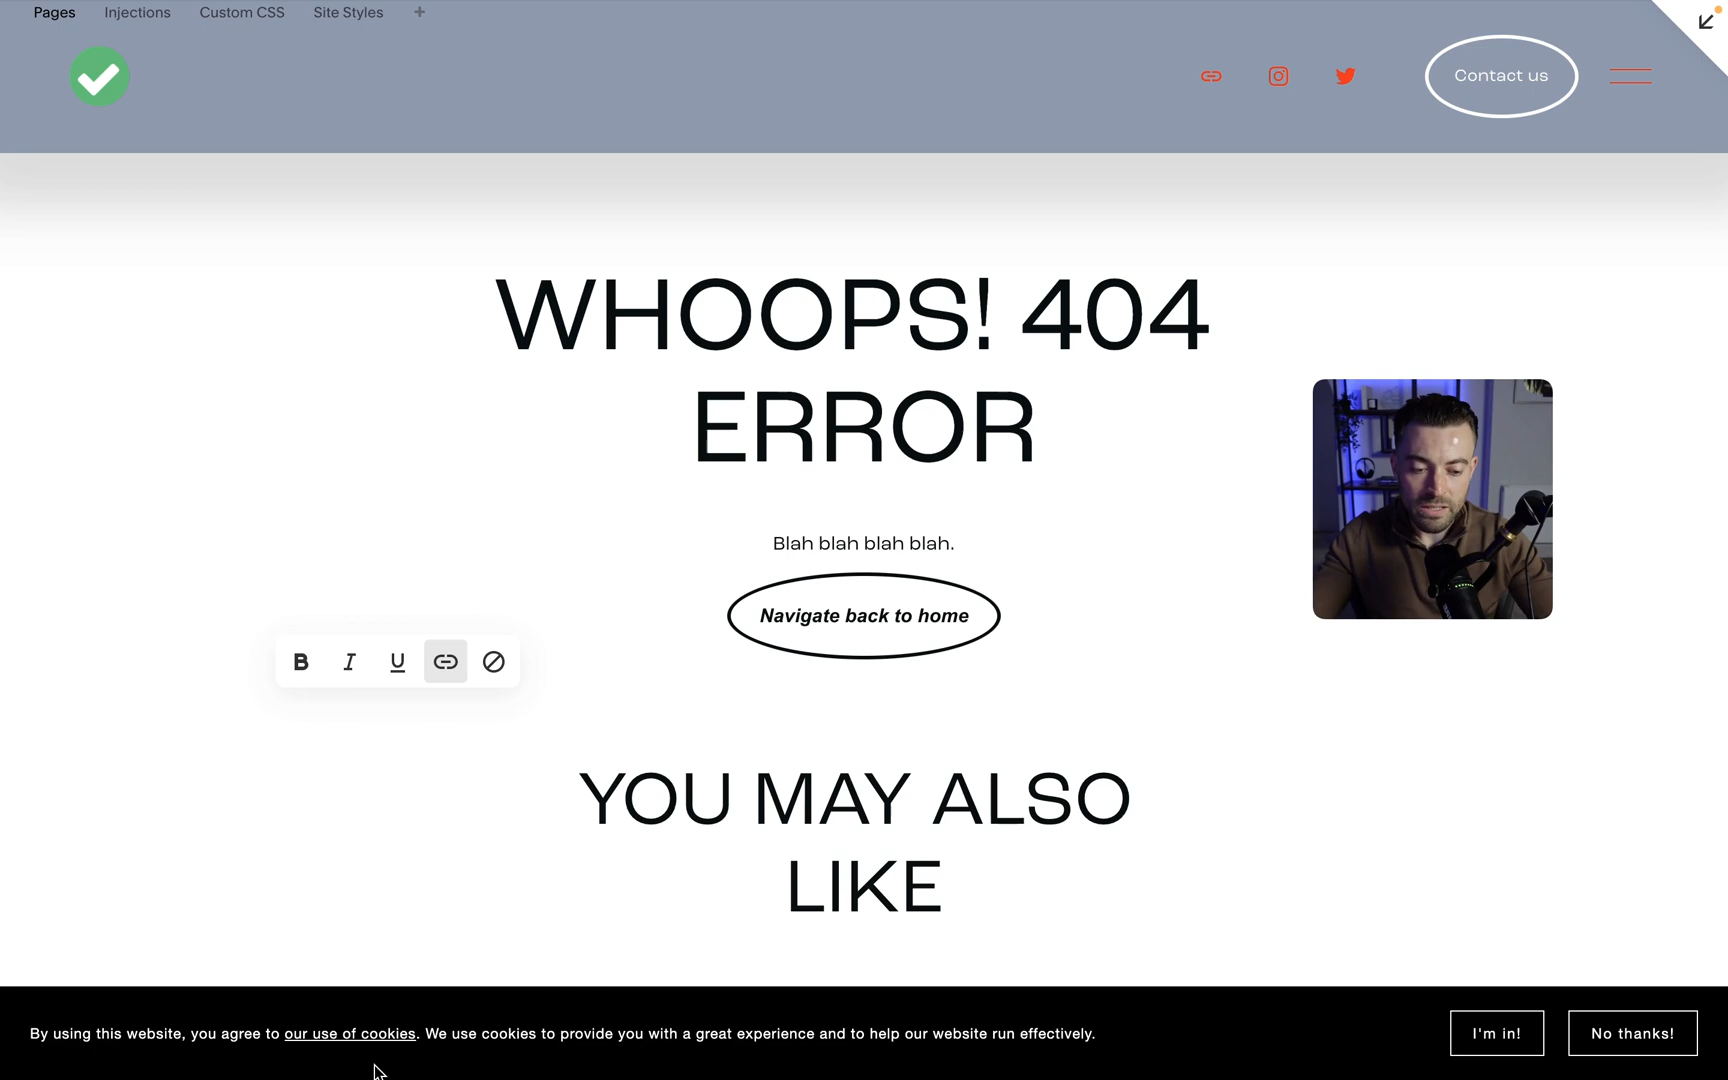 Pages Injections Custom CSS Site Styles +
Contact us
WHOOPS! 404
ERROR
Blah blah blah blah.
Navigate back to home
B I U
YOU MAY ALSO
LIKE
By using this website, you agree to our use of cookies. We use cookies to provide you with a great experience and to help our website run effectively.
I'm in! No thanks!